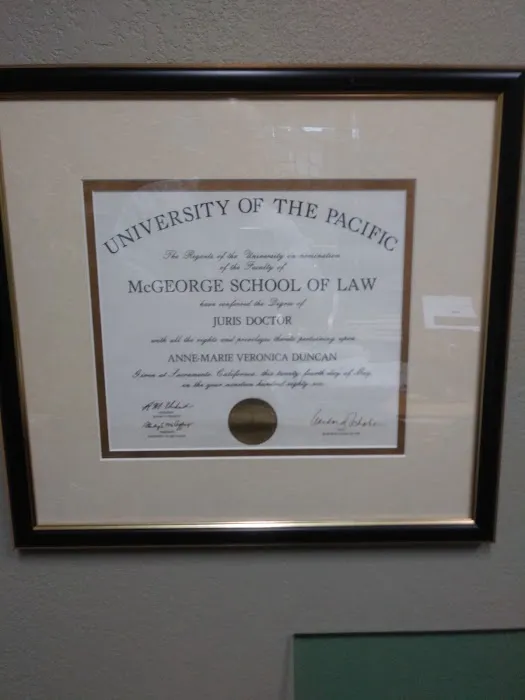 UNIVERSITY OF THE PACIFIC
The Regents of the University on nomination
of the Faculty of
McGEORGE SCHOOL OF LAW
have conferred the Degree of
JURIS DOCTOR
with all the rights and privileges thereto pertaining upon
ANNE-MARIE VERONICA DUNCAN
Given at Sacramento, California, this twenty fourth day of May,
in the year nineteen hundred eighty six.